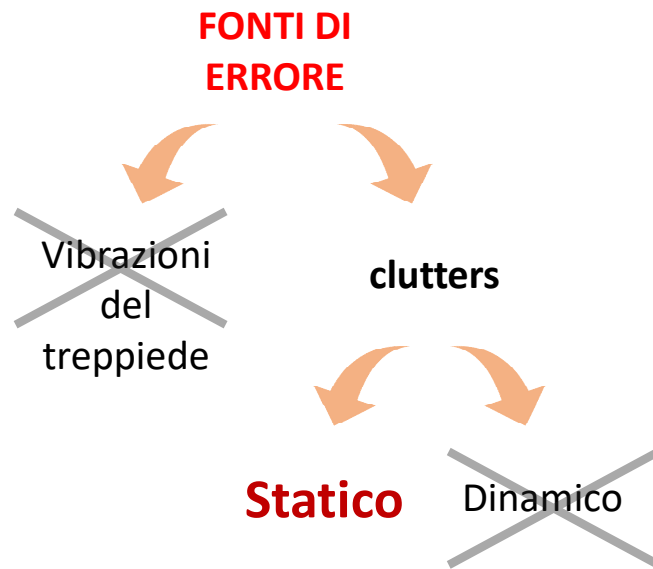 FONTI DI
ERRORE
Vibrazioni
del
treppiede
clutters
Statico
Dinamico